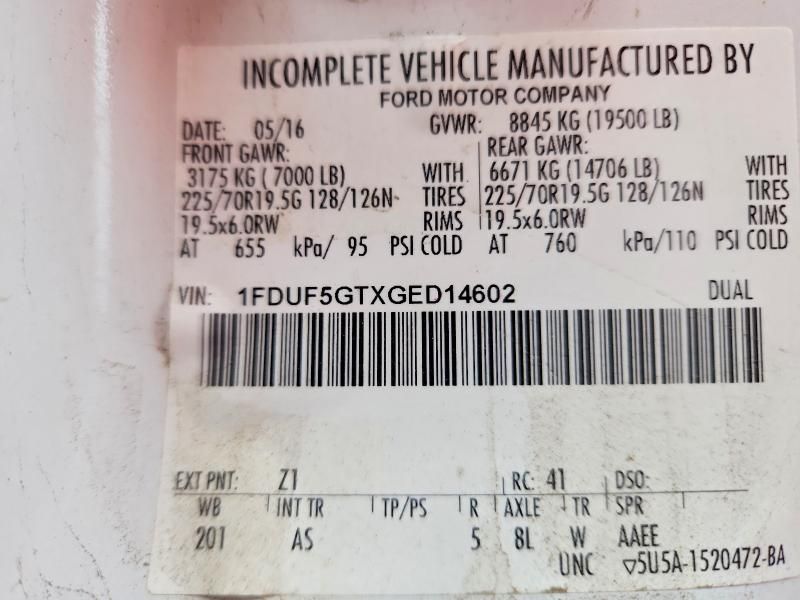 INCOMPLETE VEHICLE MANUFACTURED BY
FORD MOTOR COMPANY
DATE: 05/16 GVWR: 8845 KG (19500 LB)
FRONT GAWR: REAR GAWR:
3175 KG ( 7000 LB) WITH 6671 KG (14706 LB) WITH
225/70R19.5G 128/126N TIRES 225/70R19.5G 128/126N TIRES
19.5x6.0RW RIMS 19.5x6.0RW RIMS
AT 655 kPa/ 95 PSI COLD AT 760 kPa/110 PSI COLD
VIN: 1FDUF5GTXGED14602 DUAL
EXT PNT: Z1 RC: 41 DSO:
WB INT TR TP/PS R AXLE TR SPR
201 AS 5 8L W AAEE
UNC ▽5U5A-1520472-BA